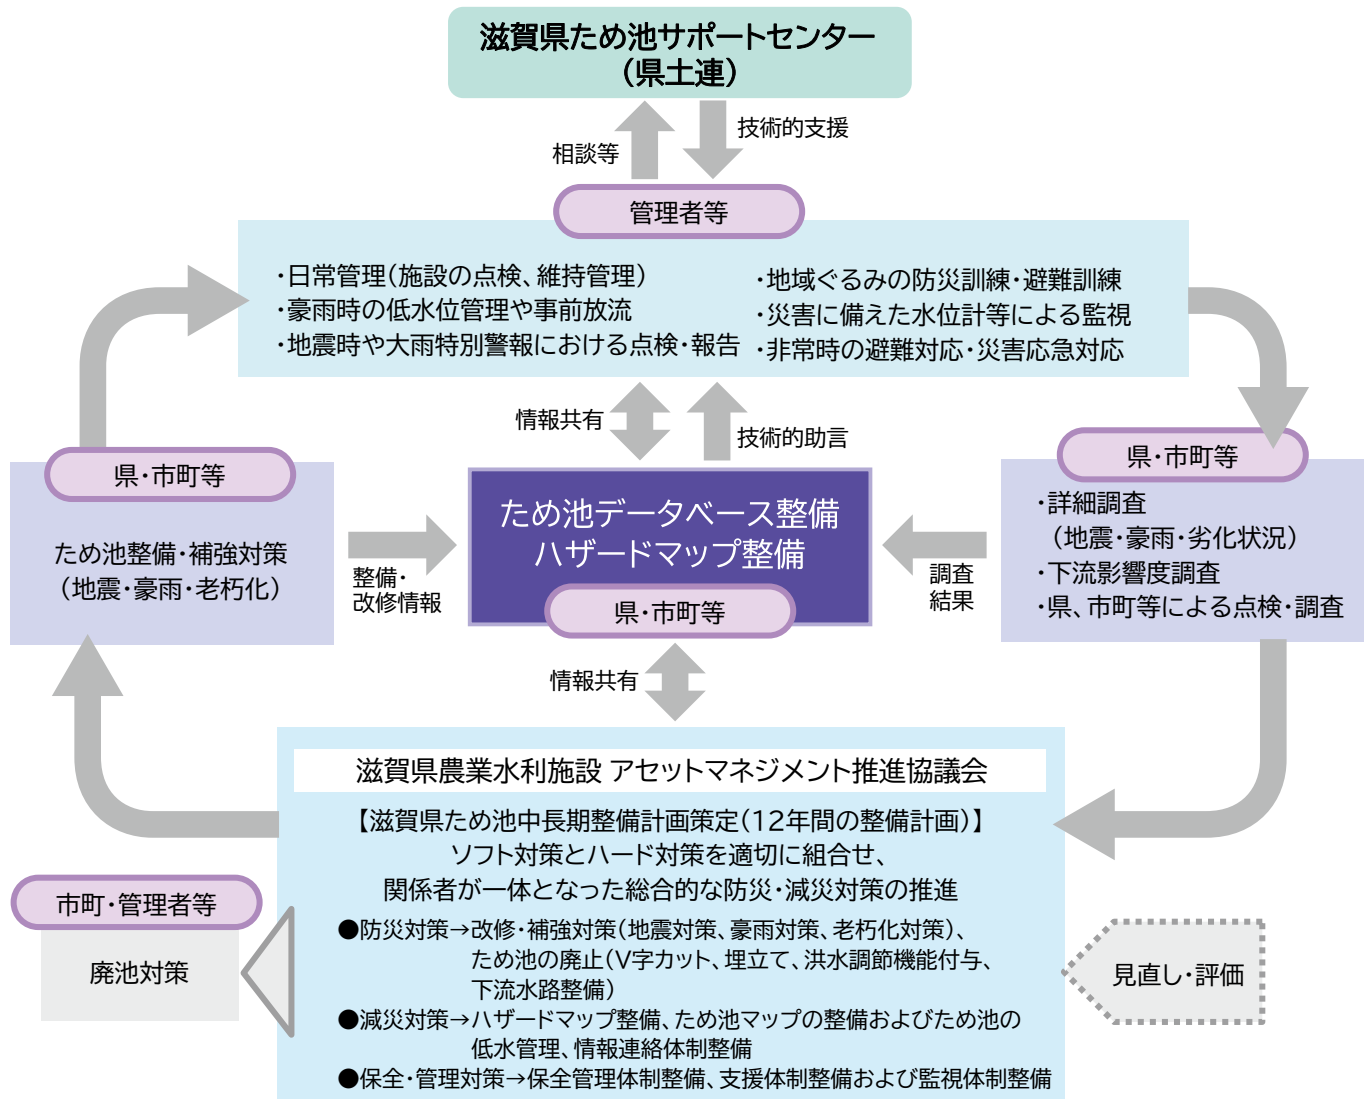 滋賀県ため池サポートセンター
（県土連）
相談等
技術的支援
管理者等
・日常管理（施設の点検、維持管理）
・豪雨時の低水位管理や事前放流
・地震時や大雨特別警報における点検・報告
・地域ぐるみの防災訓練・避難訓練
・災害に備えた水位計等による監視
・非常時の避難対応・災害応急対応
情報共有
技術的助言
県・市町等
ため池整備・補強対策
（地震・豪雨・老朽化）
整備・
改修情報
ため池データベース整備
ハザードマップ整備
県・市町等
調査
結果
県・市町等
・詳細調査
（地震・豪雨・劣化状況）
・下流影響度調査
・県、市町等による点検・調査
情報共有
滋賀県農業水利施設 アセットマネジメント推進協議会
【滋賀県ため池中長期整備計画策定（12年間の整備計画）】
ソフト対策とハード対策を適切に組合せ、
関係者が一体となった総合的な防災・減災対策の推進
●防災対策→改修・補強対策（地震対策、豪雨対策、老朽化対策）、
ため池の廃止（V字カット、埋立て、洪水調節機能付与、
下流水路整備）
●減災対策→ハザードマップ整備、ため池マップの整備およびため池の
低水管理、情報連絡体制整備
●保全・管理対策→保全管理体制整備、支援体制整備および監視体制整備
市町・管理者等
廃池対策
見直し・評価